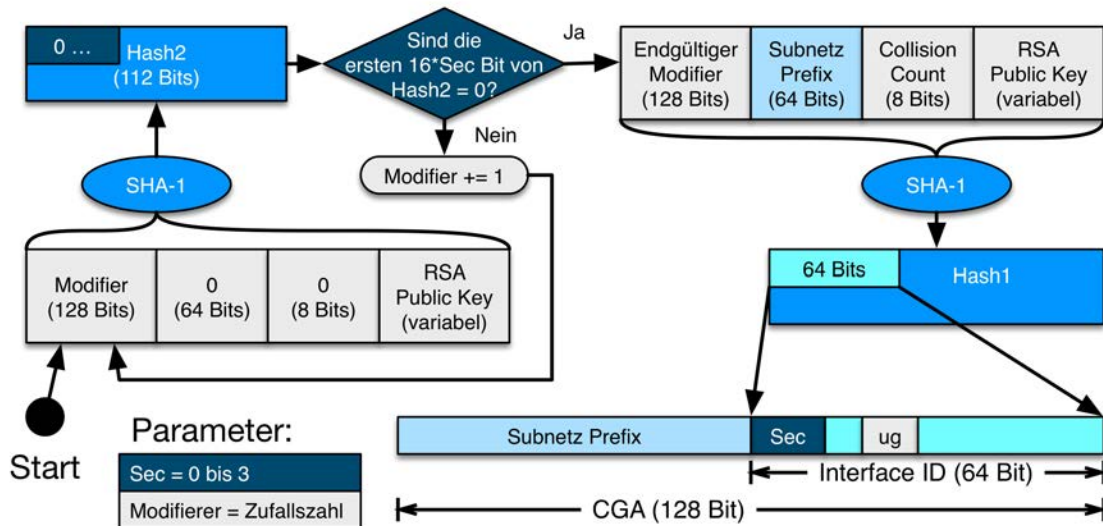 0 ...
Hash2
(112 Bits)
Sind die
ersten 16*Sec Bit von
Hash2 = 0?
Ja
Nein
Modifier += 1
Endgültiger
Modifier
(128 Bits)
Subnetz
Prefix
(64 Bits)
Collision
Count
(8 Bits)
RSA
Public Key
(variabel)
SHA-1
SHA-1
Modifier
(128 Bits)
0
(64 Bits)
0
(8 Bits)
RSA
Public Key
(variabel)
64 Bits
Hash1
Start
Parameter:
Sec = 0 bis 3
Modifierer = Zufallszahl
Subnetz Prefix
Sec
ug
Interface ID (64 Bit)
CGA (128 Bit)